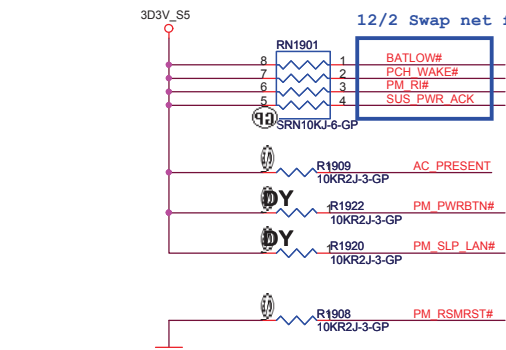 3D3V_S5
12/2 Swap net
RN1901
8 1 BATLOW#
7 2 PCH_WAKE#
6 3 PM_RI#
5 4 SUS_PWR_ACK
SRN10KJ-6-GP
R1909 AC_PRESENT
10KR2J-3-GP
DY
R1922 PM_PWRBTN#
10KR2J-3-GP
DY
R1920 PM_SLP_LAN#
10KR2J-3-GP
R1908 PM_RSMRST#
10KR2J-3-GP